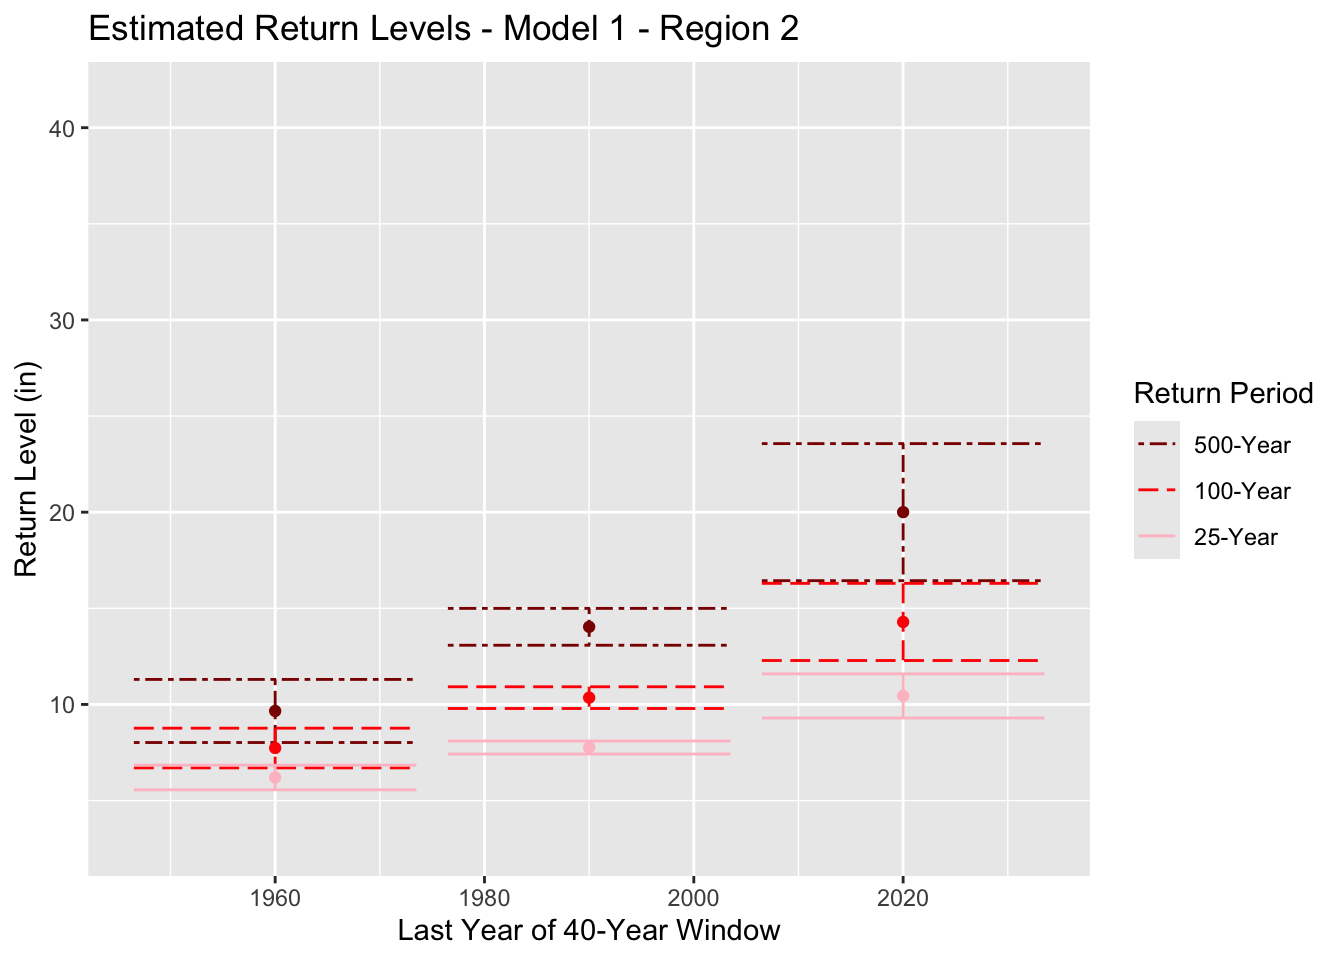 Estimated Return Levels - Model 1 - Region 2
40
30
20
10
Return Level (in)
1960
1980
2000
2020
Last Year of 40-Year Window
Return Period
500-Year
100-Year
25-Year